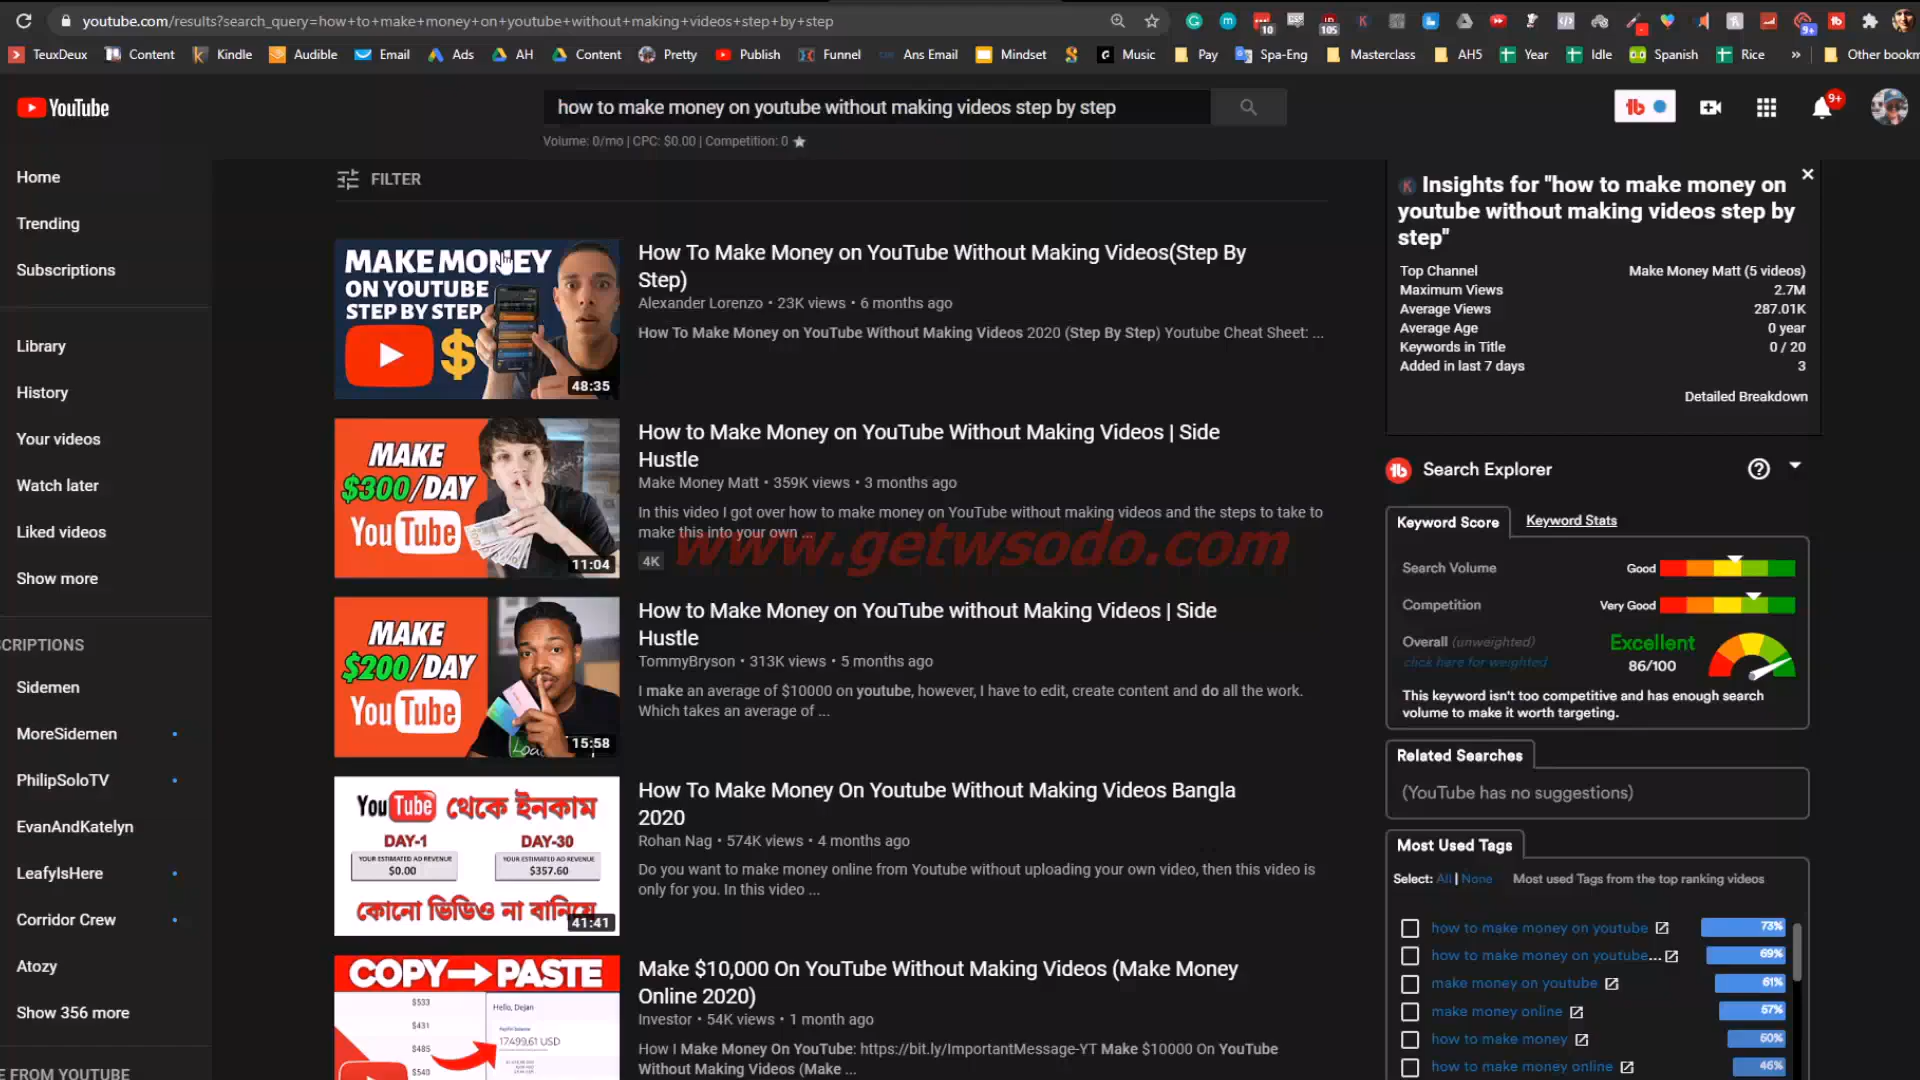 youtube.com/results?search_query=how+to+make+money+on+youtube+without+making+videos+step+by+step
10
105
9+
TeuxDeux
Content
Kindle
Audible
Email
Ads
AH
Content
Pretty
Publish
Funnel
Ans Email
Mindset
Music
Pay
Spa-Eng
Masterclass
AH5
Year
Idle
Spanish
Rice
»
Other bookm
YouTube
how to make money on youtube without making videos step by step
9+
Volume: 0/mo | CPC: $0.00 | Competition: 0 ★
Home
Trending
Subscriptions
Library
History
Your videos
Watch later
Liked videos
Show more
CRIPTIONS
Sidemen
MoreSidemen
PhilipSoloTV
EvanAndKatelyn
LeafyIsHere
Corridor Crew
Atozy
Show 356 more
E FROM YOUTUBE
FILTER
MAKE MONEY
ON YOUTUBE
STEP BY STEP
$
48:35
How To Make Money on YouTube Without Making Videos(Step By
Step)
Alexander Lorenzo • 23K views • 6 months ago
How To Make Money on YouTube Without Making Videos 2020 (Step By Step) Youtube Cheat Sheet: ...
MAKE
$300/DAY
YouTube
11:04
How to Make Money on YouTube Without Making Videos | Side
Hustle
Make Money Matt • 359K views • 3 months ago
In this video I got over how to make money on YouTube without making videos and the steps to take to
make this into your own ...
4K
www.getwsodo.com
MAKE
$200/DAY
YouTube
15:58
How to Make Money on YouTube without Making Videos | Side
Hustle
TommyBryson • 313K views • 5 months ago
I make an average of $10000 on youtube, however, I have to edit, create content and do all the work.
Which takes an average of ...
YouTube থেকে ইনকাম
DAY-1
DAY-30
YOUR ESTIMATED AD REVENUE
$0.00
YOUR ESTIMATED AD REVENUE
$357.60
কোনো ভিডিও না বানিয়ে
41:41
How To Make Money On Youtube Without Making Videos Bangla
2020
Rohan Nag • 574K views • 4 months ago
Do you want to make money online from Youtube without uploading your own video, then this video is
only for you. In this video ...
COPY→PASTE
$533
$431
$485
$540
Hello, Dejan
17.499,61 USD
Make $10,000 On YouTube Without Making Videos (Make Money
Online 2020)
Investor • 54K views • 1 month ago
How I Make Money On YouTube: https://bit.ly/ImportantMessage-YT Make $10000 On YouTube
Without Making Videos (Make ...
Insights for "how to make money on
youtube without making videos step by
step"
Top Channel Make Money Matt (5 videos)
Maximum Views 2.7M
Average Views 287.01K
Average Age 0 year
Keywords in Title 0 / 20
Added in last 7 days 3
Detailed Breakdown
Search Explorer
Keyword Score
Keyword Stats
Search Volume Good
Competition Very Good
Overall (unweighted) Excellent
click here for weighted 86/100
This keyword isn't too competitive and has enough search
volume to make it worth targeting.
Related Searches
(YouTube has no suggestions)
Most Used Tags
Select: All | None Most used Tags from the top ranking videos
how to make money on youtube 73%
how to make money on youtube... 69%
make money on youtube 61%
make money online 57%
how to make money 50%
how to make money online 46%